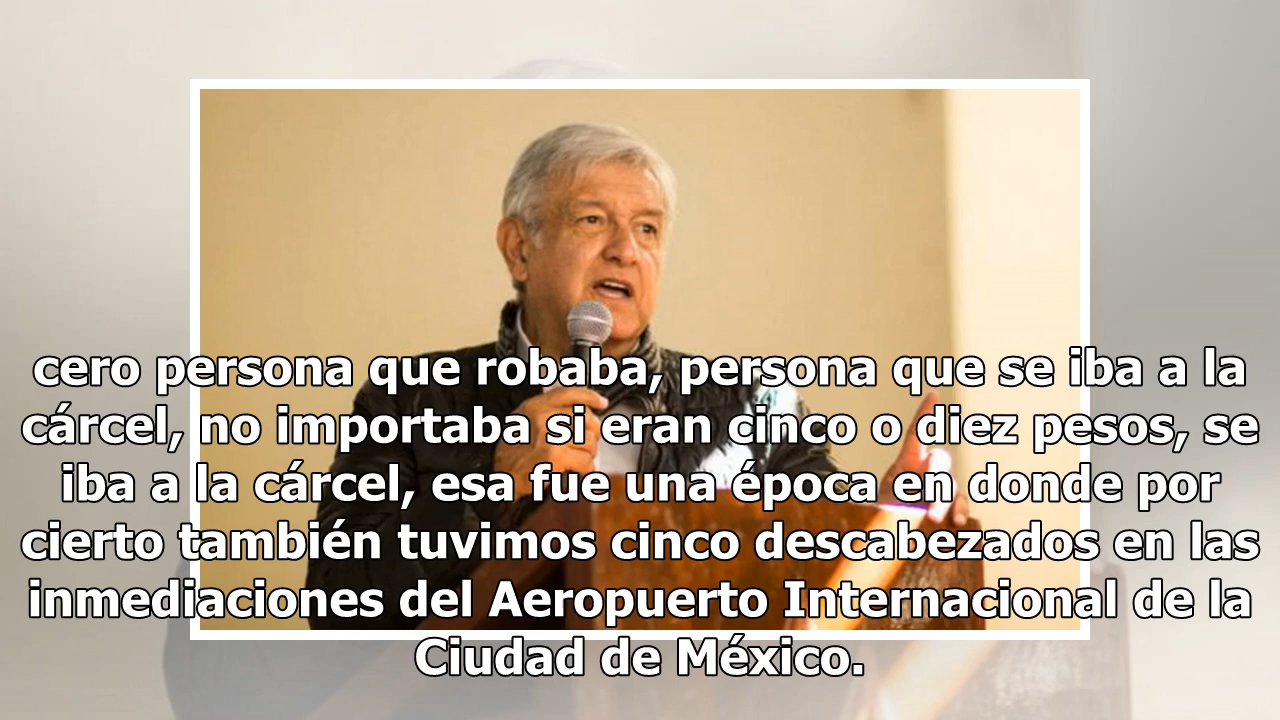 cero persona que robaba, persona que se iba a la
cárcel, no importaba si eran cinco o diez pesos, se
iba a la cárcel, esa fue una época en donde por
cierto también tuvimos cinco descabezados en las
inmediaciones del Aeropuerto Internacional de la
Ciudad de México.